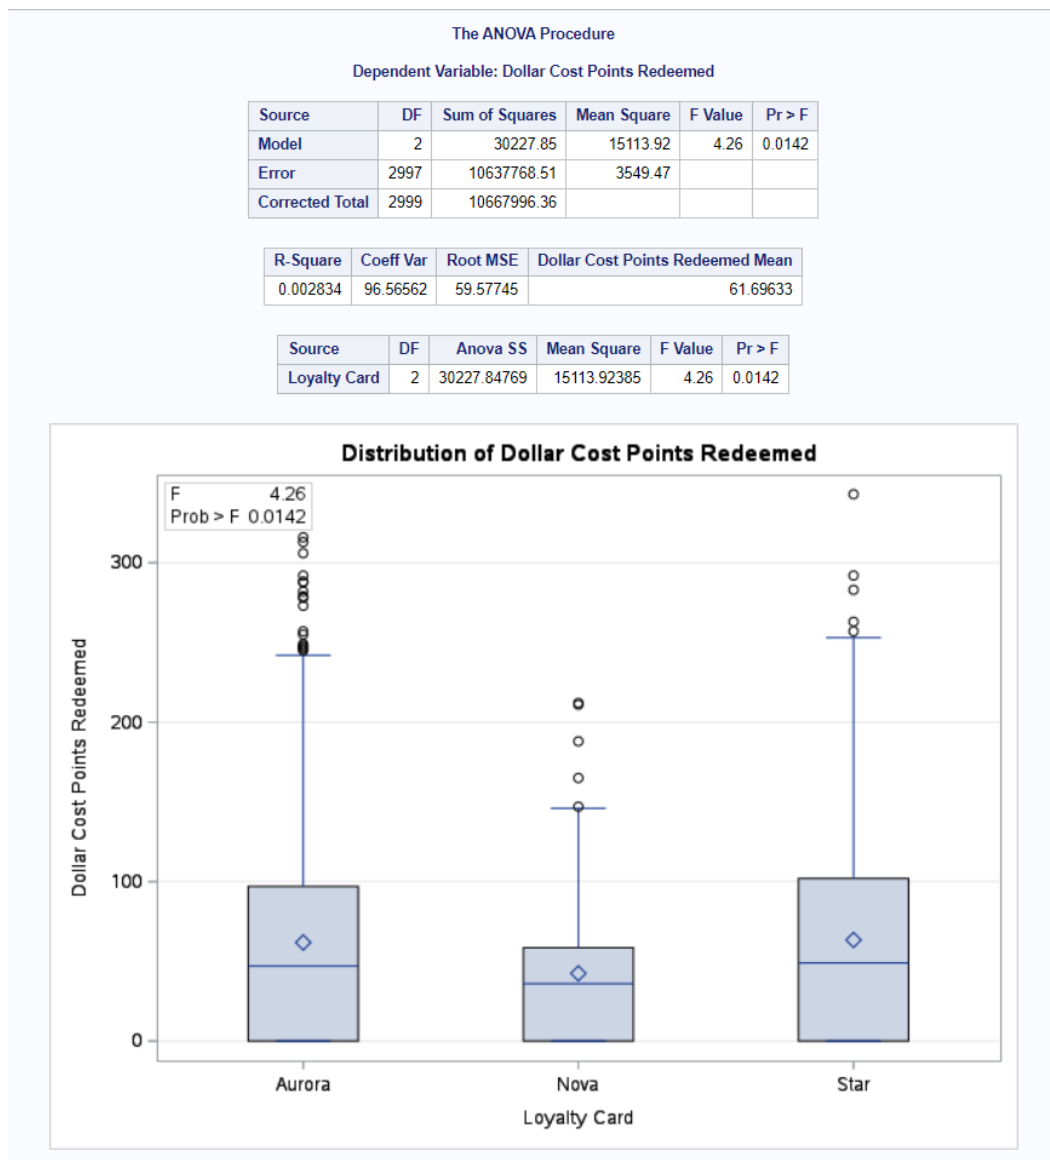 The ANOVA Procedure
Dependent Variable: Dollar Cost Points Redeemed
Source DF Sum of Squares Mean Square F Value Pr > F
Model 2 30227.85 15113.92 4.26 0.0142
Error 2997 10637768.51 3549.47
Corrected Total 2999 10667996.36
R-Square Coeff Var Root MSE Dollar Cost Points Redeemed Mean
0.002834 96.56562 59.57745 61.69633
Source DF Anova SS Mean Square F Value Pr > F
Loyalty Card 2 30227.84769 15113.92385 4.26 0.0142
Distribution of Dollar Cost Points Redeemed
F 4.26
Prob > F 0.0142
300
200
100
0
Dollar Cost Points Redeemed
Aurora Nova Star
Loyalty Card